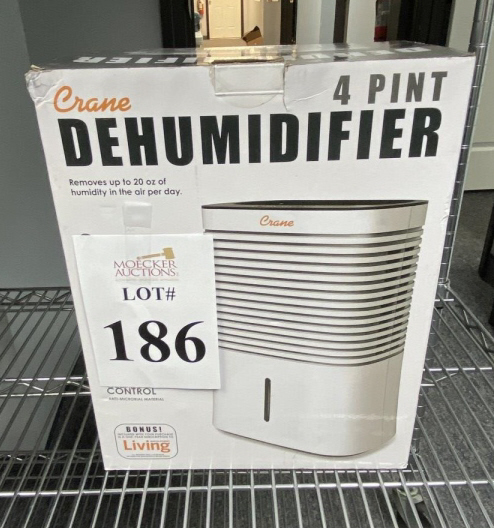 Crane
4 PINT
DEHUMIDIFIER
Removes up to 20 oz of
humidity in the air per day.
Crane
MOECKER
AUCTIONS
LOT#
186
CONTROL
BONUS!
Living